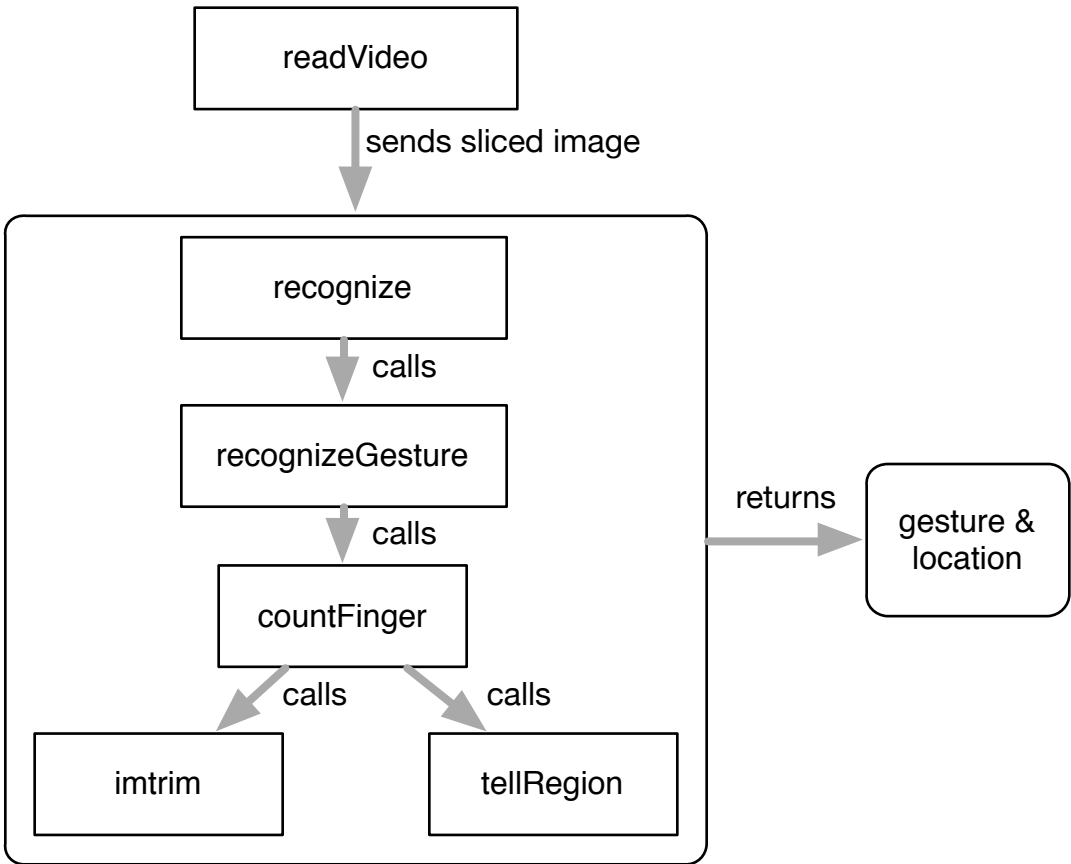 readVideo
sends sliced image
recognize
calls
recognizeGesture
calls
countFinger
calls
calls
imtrim
tellRegion
returns
gesture &
location